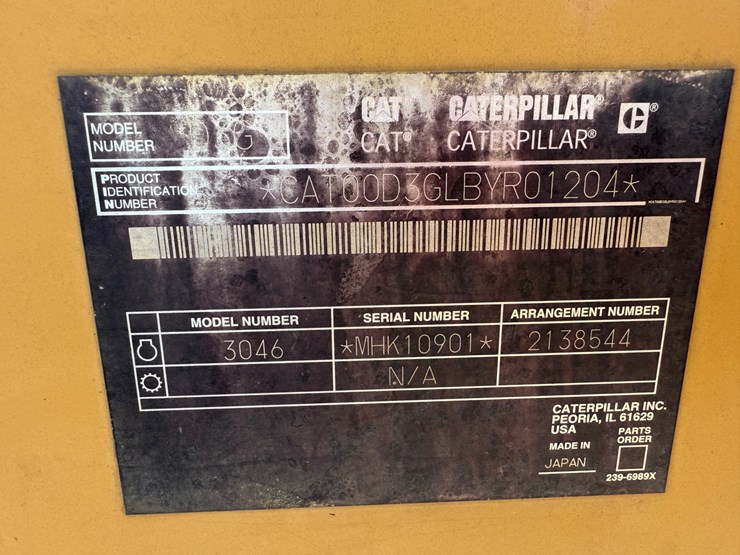 CAT CATERPILLAR®
MODEL NUMBER G CAT® CATERPILLAR®
PRODUCT IDENTIFICATION NUMBER *CAT00D3GLBYR01204*
MODEL NUMBER SERIAL NUMBER ARRANGEMENT NUMBER
3046 *MHK10901* 2138544
N/A
CATERPILLAR INC.
PEORIA, IL 61629
USA
PARTS ORDER
MADE IN
JAPAN
239-6989X